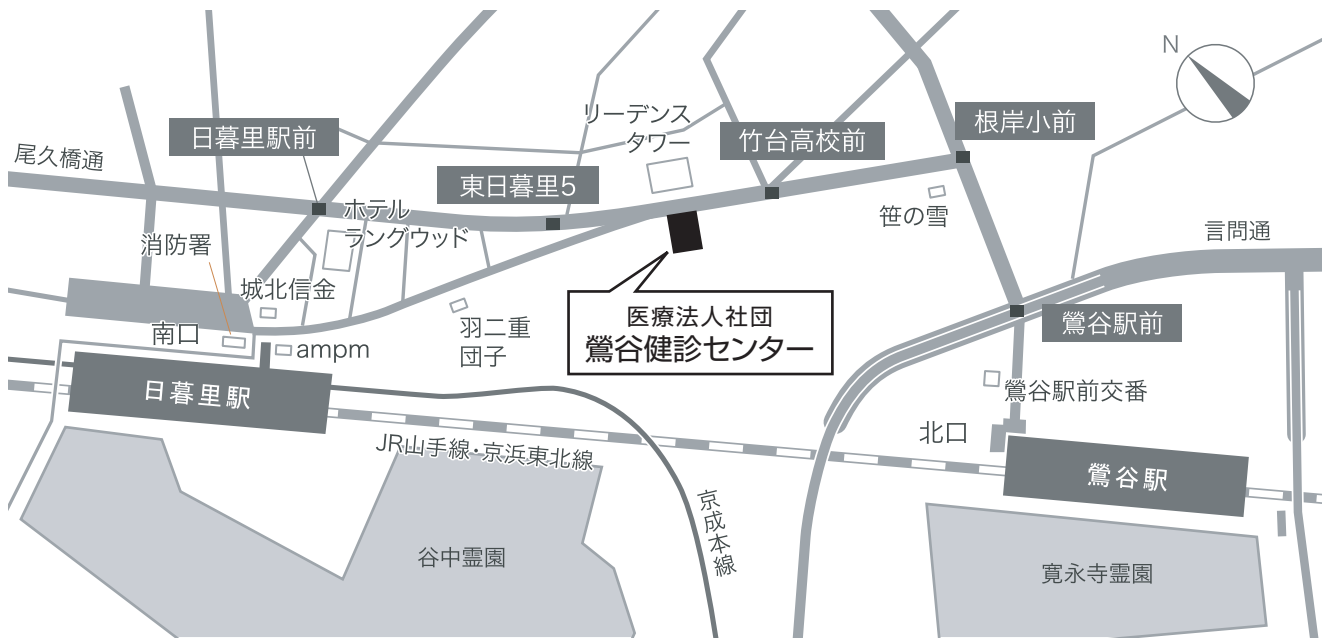 N
リーデンス
タワー
根岸小前
竹台高校前
日暮里駅前
尾久橋通
東日暮里5
ホテル
ラングウッド
笹の雪
言問通
消防署
城北信金
医療法人社団
鶯谷健診センター
鶯谷駅前
羽二重
団子
南口
ampm
日暮里駅
鶯谷駅前交番
北口
JR山手線・京浜東北線
鶯谷駅
京成本線
谷中霊園
寛永寺霊園